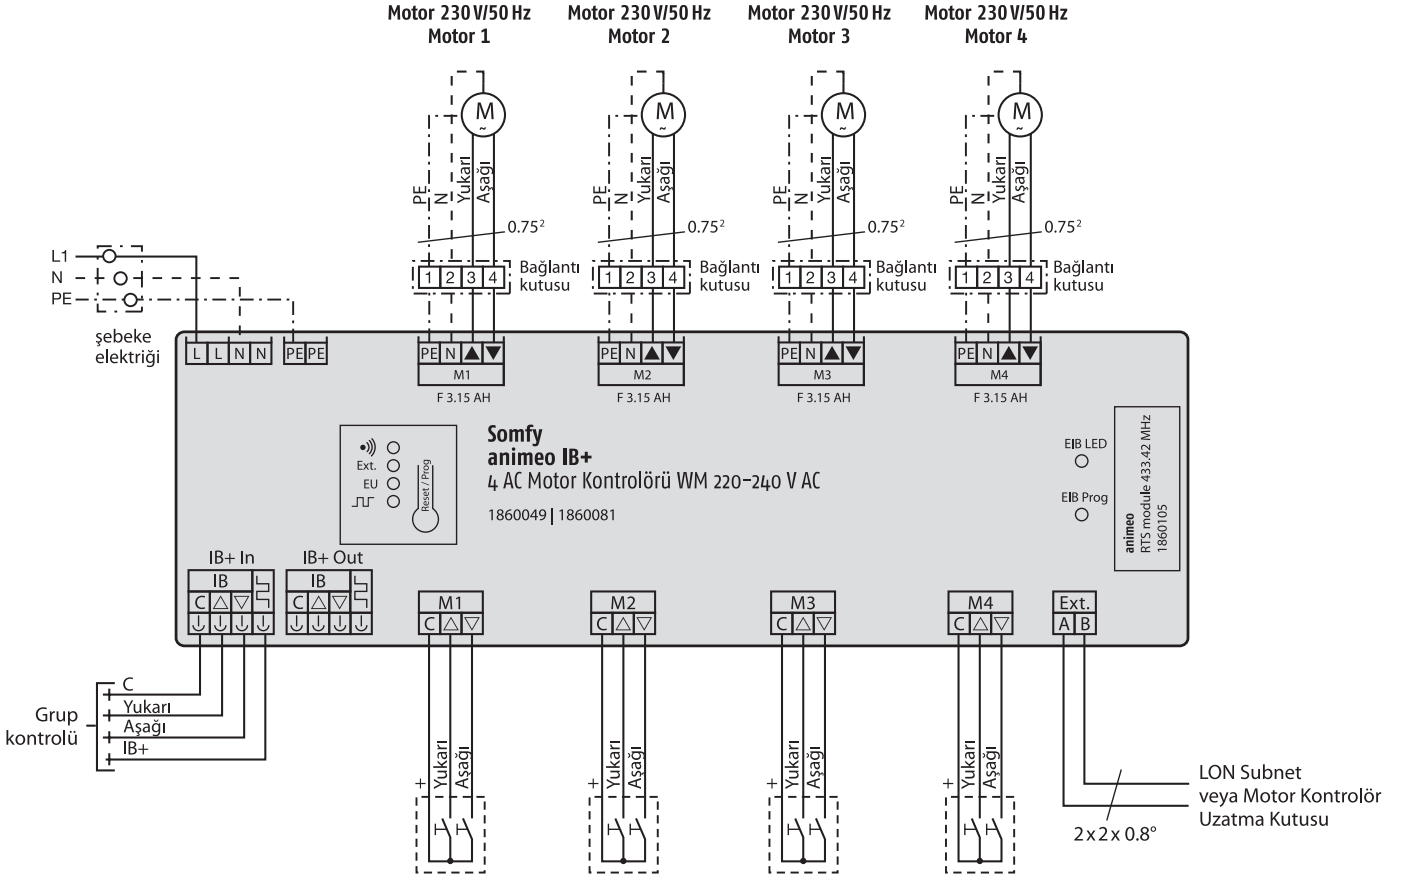 Motor 230 V/50 Hz
Motor 1
Motor 230 V/50 Hz
Motor 2
Motor 230 V/50 Hz
Motor 3
Motor 230 V/50 Hz
Motor 4
M
~
M
~
M
~
M
~
PE
N
Yukarı
Aşağı
PE
N
Yukarı
Aşağı
PE
N
Yukarı
Aşağı
PE
N
Yukarı
Aşağı
0.75²
0.75²
0.75²
0.75²
1 2 3 4
Bağlantı
kutusu
1 2 3 4
Bağlantı
kutusu
1 2 3 4
Bağlantı
kutusu
1 2 3 4
Bağlantı
kutusu
L1
N
PE
şebeke
elektriği
L L N N
PE PE
PE N ▲ ▼
M1
F 3.15 AH
PE N ▲ ▼
M2
F 3.15 AH
PE N ▲ ▼
M3
F 3.15 AH
PE N ▲ ▼
M4
F 3.15 AH
Ext.
EU
Reset / Prog
Somfy
animeo IB+
4 AC Motor Kontrolörü WM 220-240 V AC
1860049 | 1860081
EIB LED
EIB Prog
animeo
RTS module 433.42 MHz
1860105
IB+ In
IB
C △ ▽
IB+ Out
IB
C △ ▽
M1
C △ ▽
M2
C △ ▽
M3
C △ ▽
M4
C △ ▽
Ext.
A B
Grup
kontrolü
C
Yukarı
Aşağı
IB+
+
Yukarı
Aşağı
+
Yukarı
Aşağı
+
Yukarı
Aşağı
+
Yukarı
Aşağı
2 x 2 x 0.8°
LON Subnet
veya Motor Kontrolör
Uzatma Kutusu